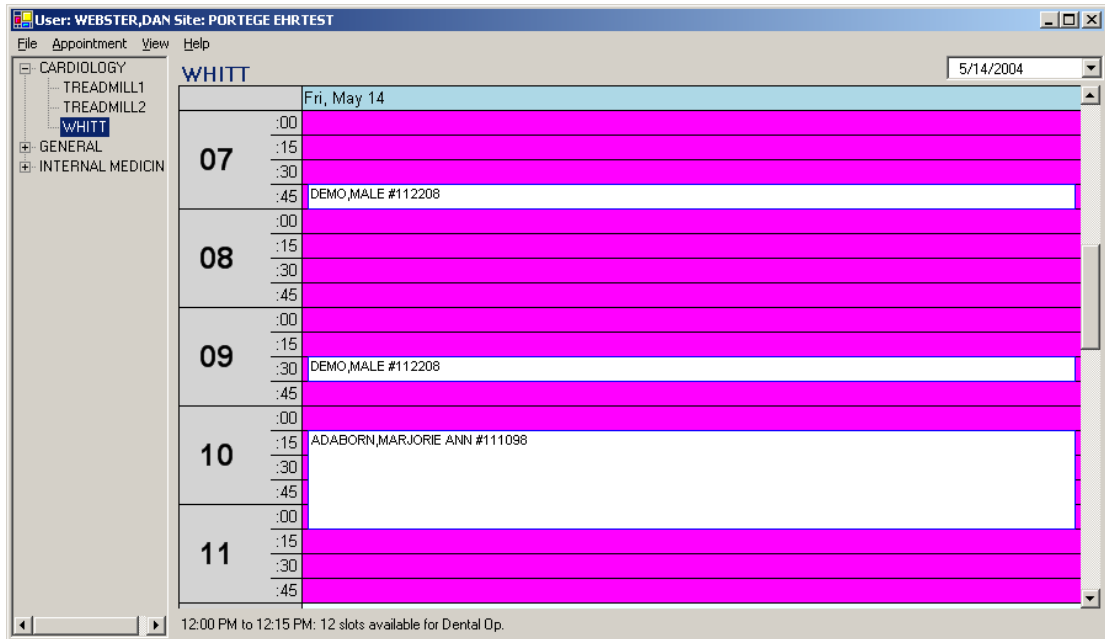 User: WEBSTER,DAN Site: PORTEGE EHRTEST
File Appointment View Help
CARDIOLOGY
TREADMILL1
TREADMILL2
WHITT
GENERAL
INTERNAL MEDICIN
WHITT
5/14/2004
Fri, May 14
07
:00
:15
:30
:45 DEMO,MALE #112208
08
:00
:15
:30
:45
09
:00
:15
:30 DEMO,MALE #112208
:45
10
:00
:15 ADABORN,MARJORIE ANN #111098
:30
:45
11
:00
:15
:30
:45
12:00 PM to 12:15 PM: 12 slots available for Dental Op.